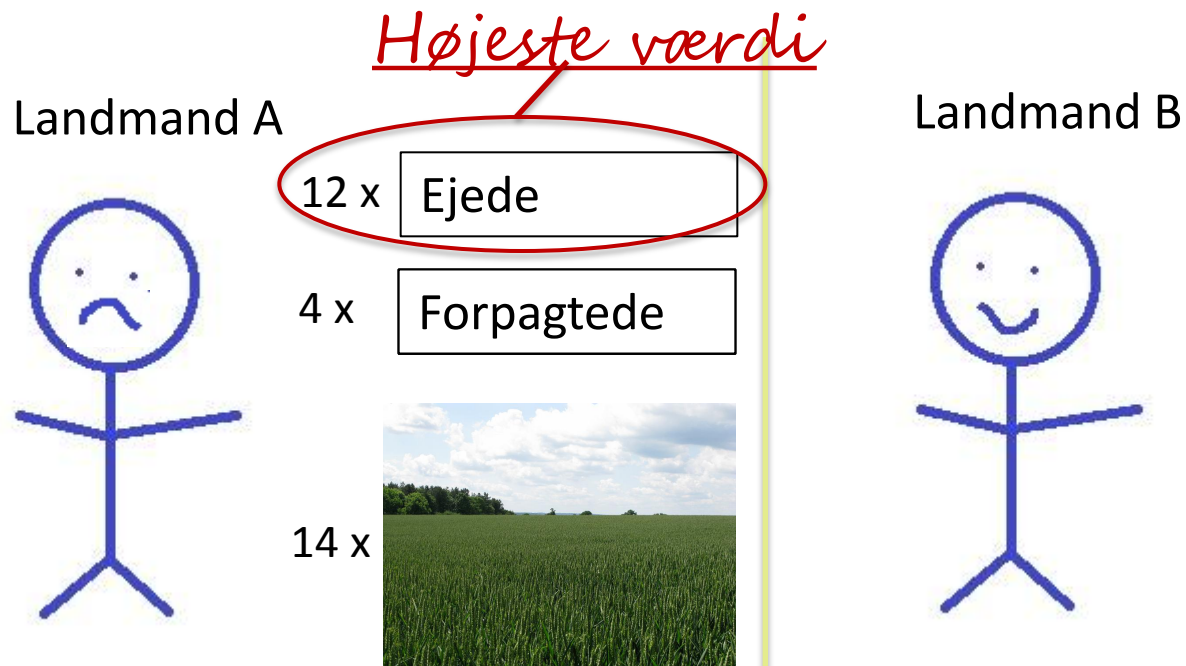 Højeste værdi
Landmand A
Landmand B
12 x Ejede
4 x Forpagtede
14 x